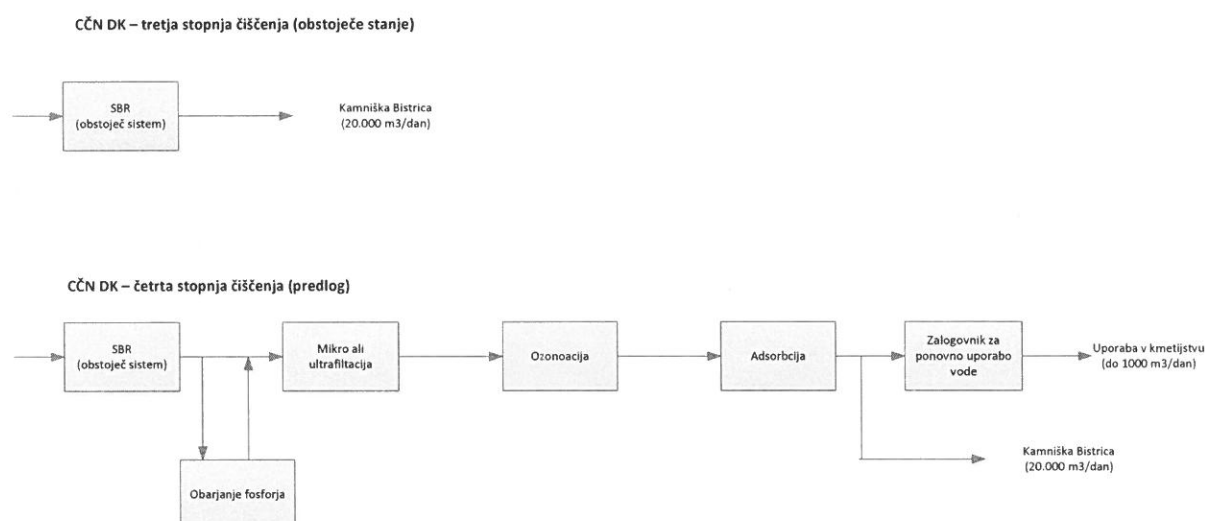 CČN DK – tretja stopnja čiščenja (obstoječe stanje)
SBR
(obstoječ sistem)
Kamniška Bistrica
(20.000 m3/dan)
CČN DK – četrta stopnja čiščenja (predlog)
SBR
(obstoječ sistem)
Mikro ali
ultrafiltacija
Ozonoacija
Adsorbcija
Zalogovnik za
ponovno uporabo
vode
Uporaba v kmetijstvu
(do 1000 m3/dan)
Obarjanje fosforja
Kamniška Bistrica
(20.000 m3/dan)